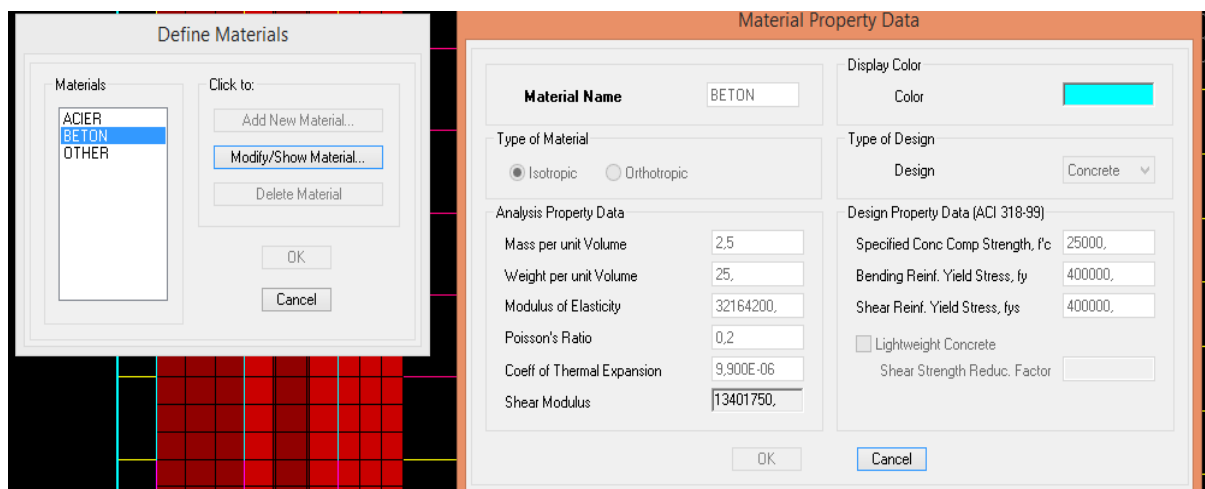 Define Materials
Materials
ACIER
BETON
OTHER
Click to:
Add New Material...
Modify/Show Material...
Delete Material
OK
Cancel
Material Property Data
Material Name BETON
Display Color
Color
Type of Material
Isotropic Orthotropic
Type of Design
Design Concrete
Analysis Property Data
Mass per unit Volume 2,5
Weight per unit Volume 25,
Modulus of Elasticity 32164200,
Poisson's Ratio 0,2
Coeff of Thermal Expansion 9,900E-06
Shear Modulus 13401750,
Design Property Data (ACI 318-99)
Specified Conc Comp Strength, f'c 25000,
Bending Reinf. Yield Stress, fy 400000,
Shear Reinf. Yield Stress, fys 400000,
Lightweight Concrete
Shear Strength Reduc. Factor
OK
Cancel